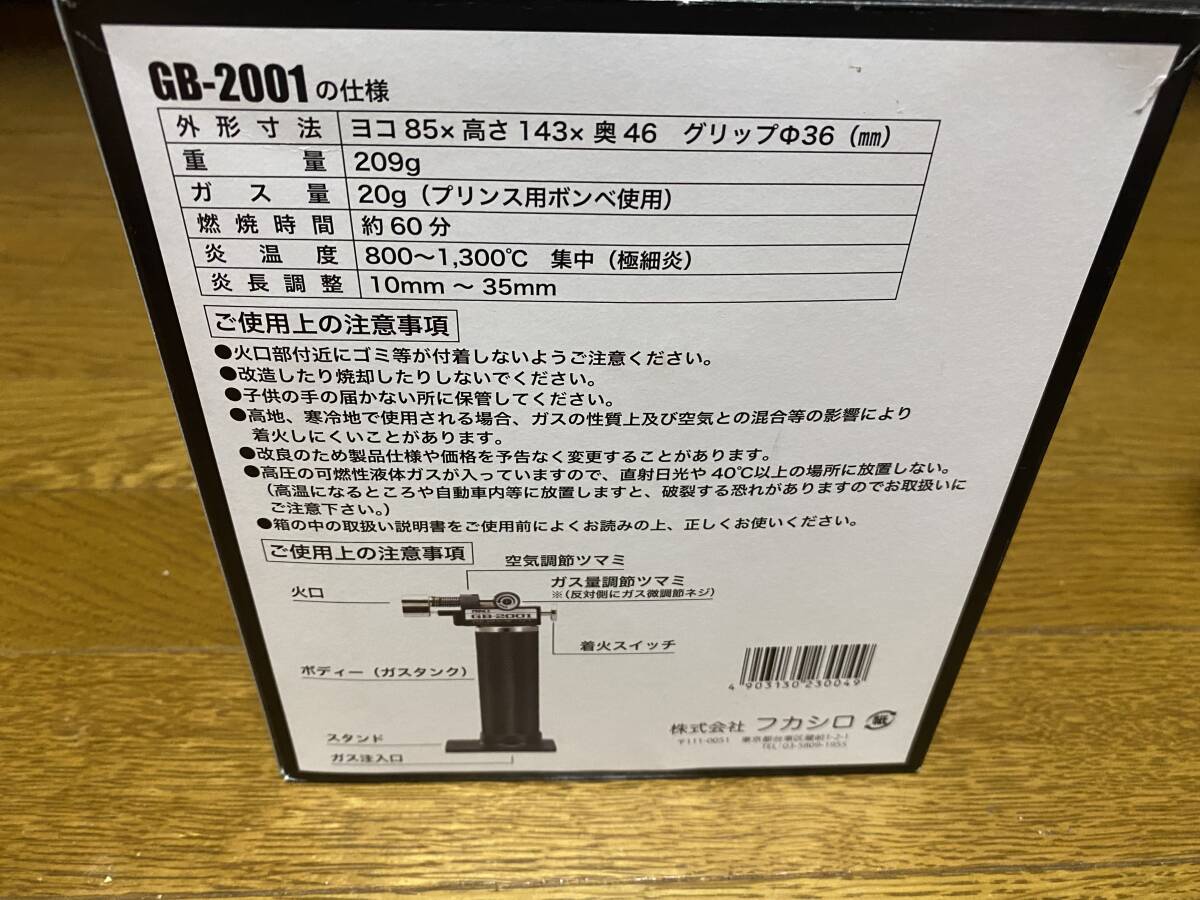 GB-2001の仕様
外形寸法 ヨコ85×高さ143×奥46 グリップΦ36（㎜）
重量 209g
ガス量 20g（プリンス用ボンベ使用）
燃焼時間 約60分
炎温度 800〜1,300℃ 集中（極細炎）
炎長調整 10mm 〜 35mm
ご使用上の注意事項
●火口部付近にゴミ等が付着しないようご注意ください。
●改造したり焼却したりしないでください。
●子供の手の届かない所に保管してください。
●高地、寒冷地で使用される場合、ガスの性質上及び空気との混合等の影響により
着火しにくいことがあります。
●改良のため製品仕様や価格を予告なく変更することがあります。
●高圧の可燃性液体ガスが入っていますので、直射日光や40℃以上の場所に放置しない。
（高温になるところや自動車内等に放置しますと、破裂する恐れがありますのでお取扱いに
ご注意下さい。）
●箱の中の取扱い説明書をご使用前によくお読みの上、正しくお使いください。
ご使用上の注意事項
空気調節ツマミ
ガス量調節ツマミ
※（反対側にガス微調節ネジ）
火口
GB-2001
着火スイッチ
ボディー（ガスタンク）
スタンド
ガス注入口
4 903130 230049
株式会社 フカシロ 紙
〒111-0051 東京都台東区蔵前1-2-1
TEL/03-5809-1955